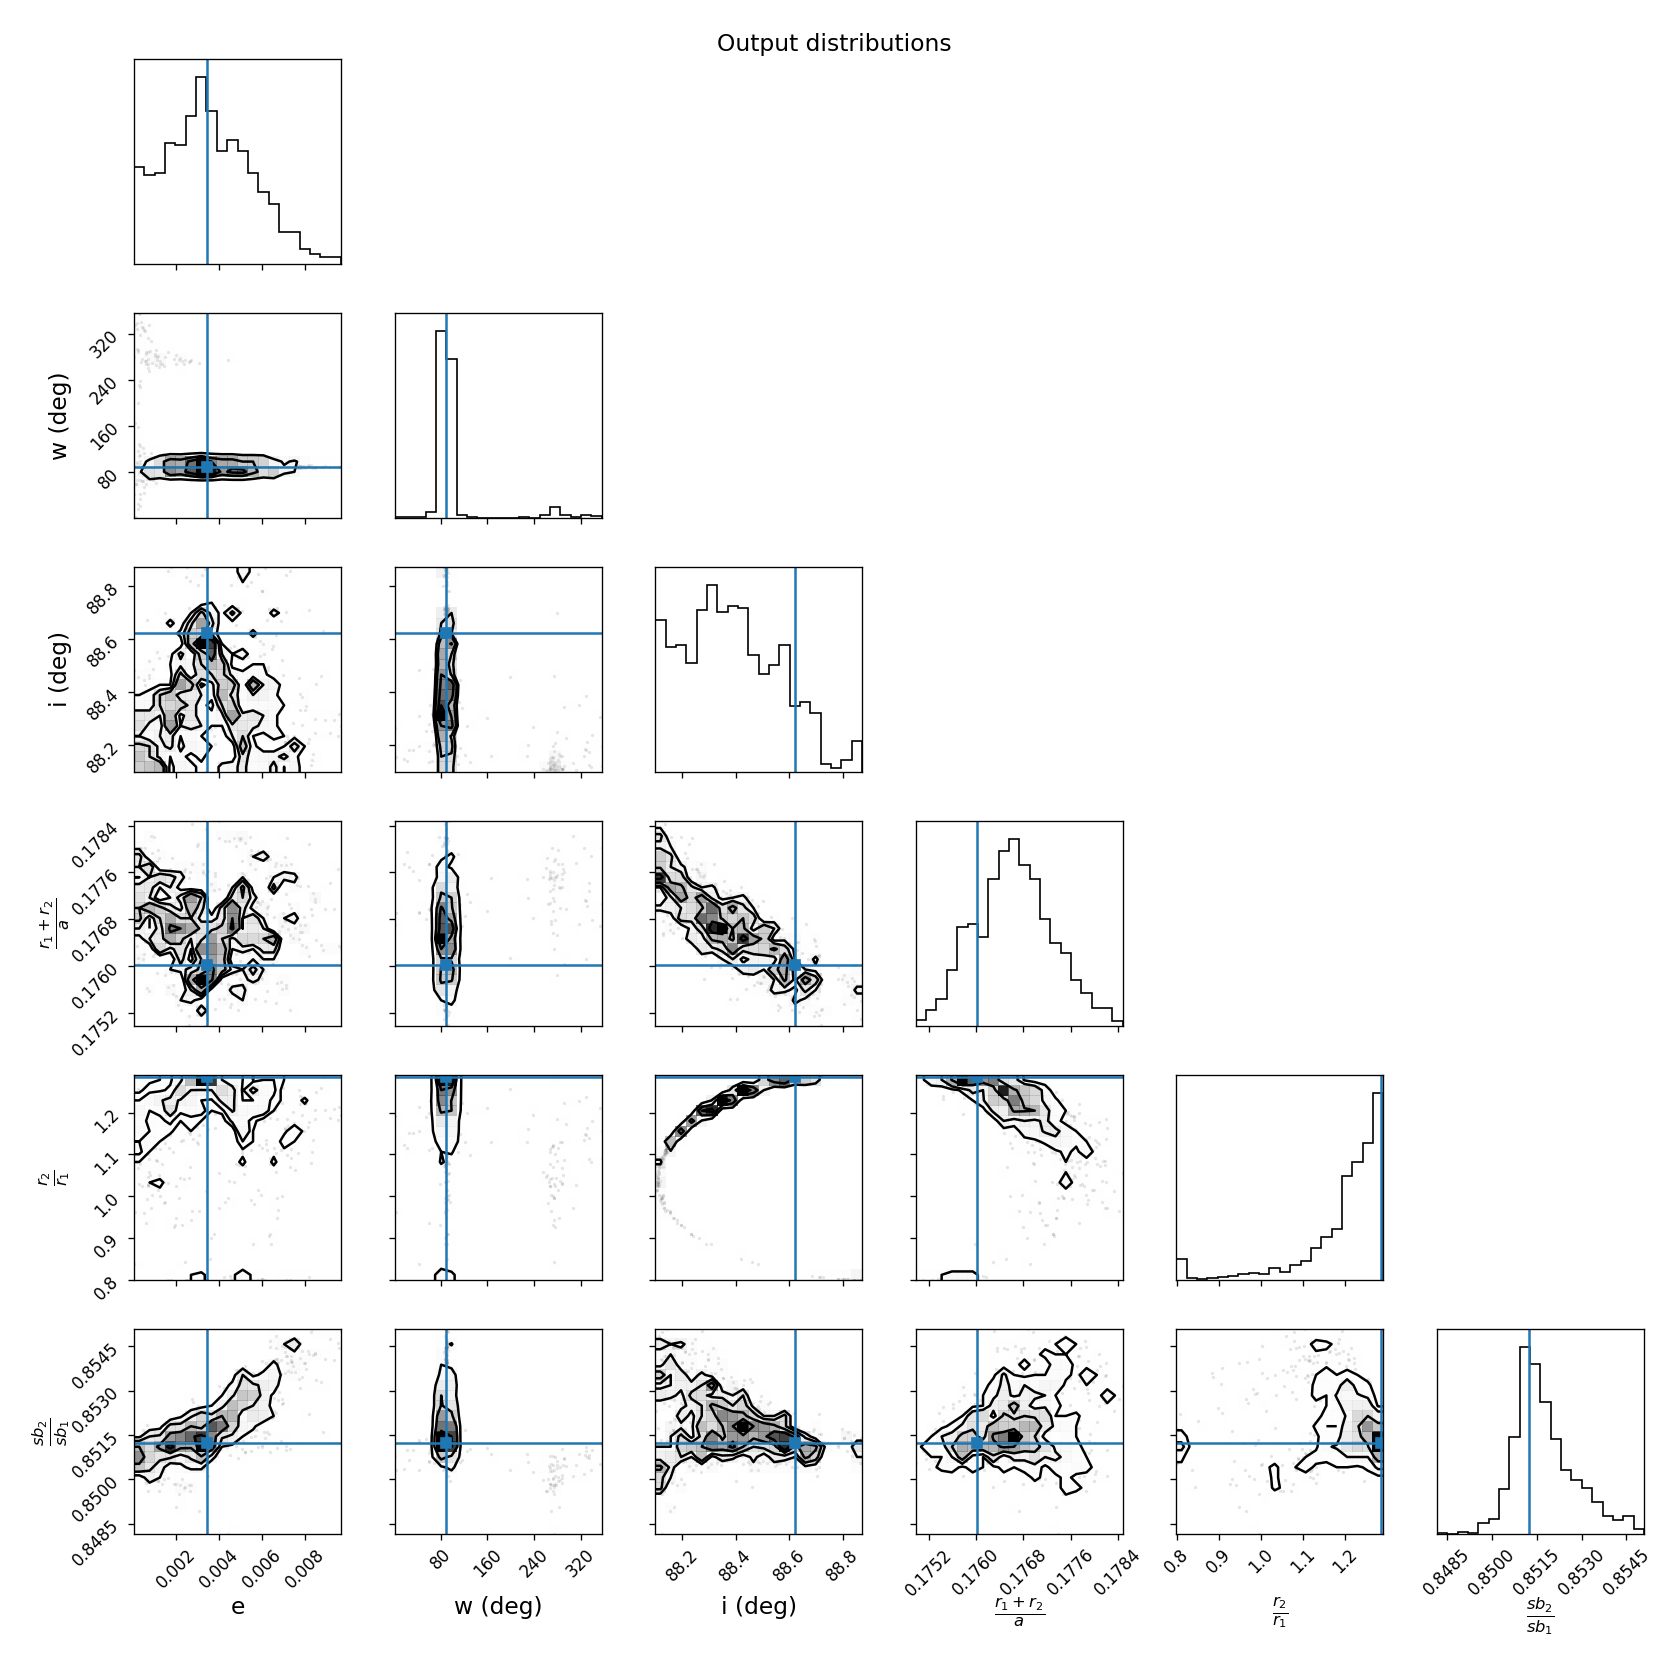 Output distributions
320
240
160
80
w (deg)
88.8
88.6
88.4
88.2
i (deg)
0.1784
0.1776
0.1768
0.1760
0.1752
r₁ + r₂
a
1.2
1.1
1.0
0.9
0.8
r₂
r₁
0.8545
0.8530
0.8515
0.8500
0.8485
sb₂
sb₁
0.002 0.004 0.006 0.008
80 160 240 320
88.2 88.4 88.6 88.8
0.1752 0.1760 0.1768 0.1776 0.1784
0.8 0.9 1.0 1.1 1.2
0.8485 0.8500 0.8515 0.8530 0.8545
e
w (deg)
i (deg)
r₁ + r₂
a
r₂
r₁
sb₂
sb₁